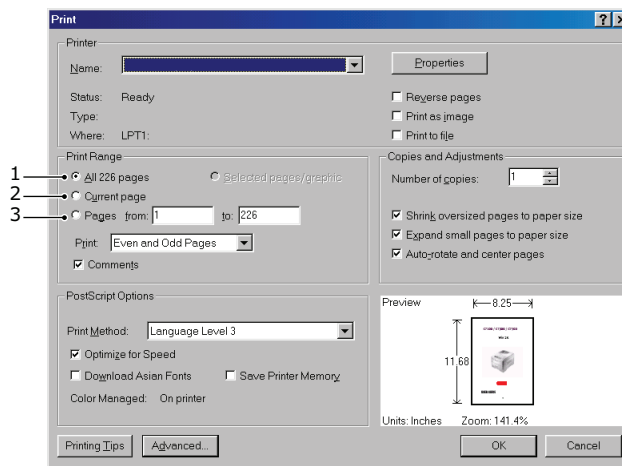 Print
Printer
Name:
Properties
Status: Ready
Type:
Where: LPT1:
Reverse pages
Print as image
Print to file
Print Range
1 All 226 pages Selected pages/graphic
2 Current page
3 Pages from: 1 to: 226
Print: Even and Odd Pages
Comments
Copies and Adjustments
Number of copies: 1
Shrink oversized pages to paper size
Expand small pages to paper size
Auto-rotate and center pages
PostScript Options
Print Method: Language Level 3
Optimize for Speed
Download Asian Fonts Save Printer Memory
Color Managed: On printer
Preview
8.25
11.68
Units: Inches Zoom: 141.4%
Printing Tips Advanced... OK Cancel